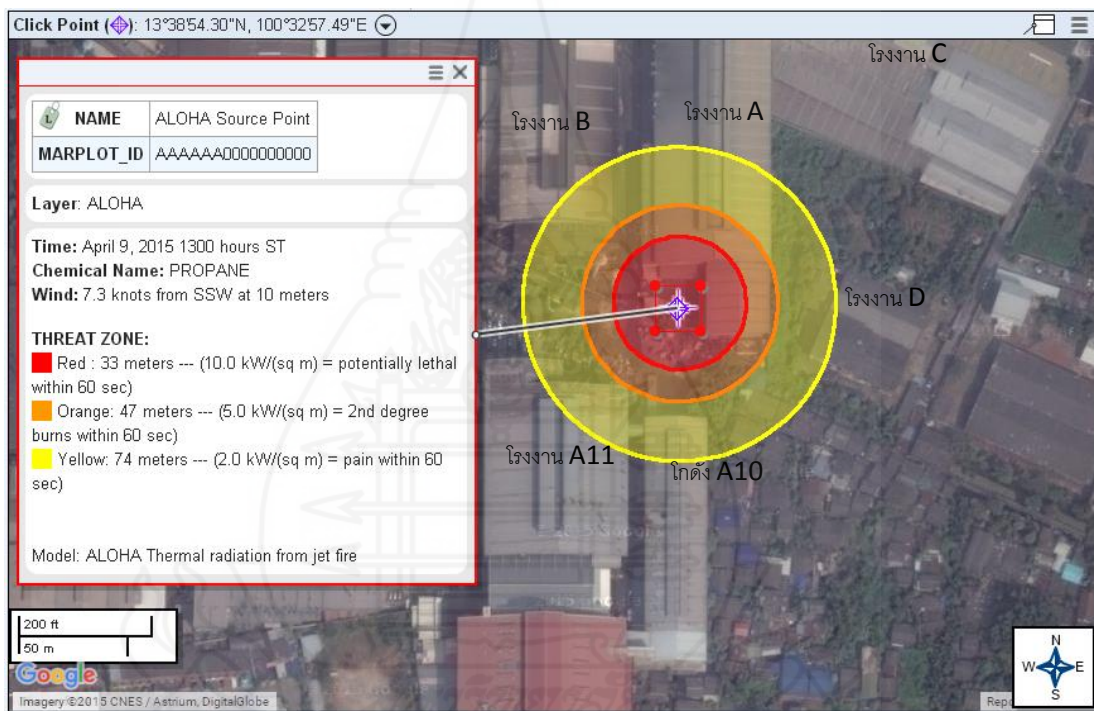 Click Point (): 13°38'54.30"N, 100°32'57.49"E
โรงงาน C
NAME ALOHA Source Point
MARPLOT_ID AAAAAA0000000000
โรงงาน B
โรงงาน A
Layer: ALOHA
Time: April 9, 2015 1300 hours ST
Chemical Name: PROPANE
Wind: 7.3 knots from SSW at 10 meters
โรงงาน D
THREAT ZONE:
Red : 33 meters --- (10.0 kW/(sq m) = potentially lethal
within 60 sec)
Orange: 47 meters --- (5.0 kW/(sq m) = 2nd degree
burns within 60 sec)
Yellow: 74 meters --- (2.0 kW/(sq m) = pain within 60
sec)
โรงงาน A11
โกดัง A10
Model: ALOHA Thermal radiation from jet fire
200 ft
50 m
Google
N
W E
S
Imagery ©2015 CNES / Astrium, DigitalGlobe